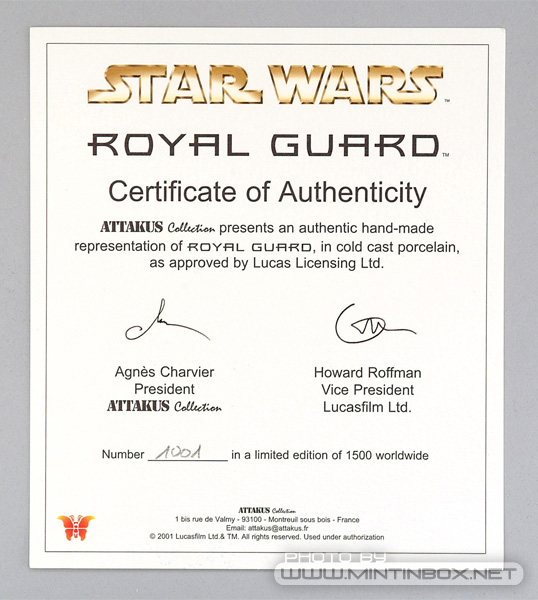 STAR WARS™
ROYAL GUARD™
Certificate of Authenticity
ATTAKUS Collection presents an authentic hand-made
representation of ROYAL GUARD, in cold cast porcelain,
as approved by Lucas Licensing Ltd.
Agnès Charvier
President
ATTAKUS Collection
Howard Roffman
Vice President
Lucasfilm Ltd.
Number 1001 in a limited edition of 1500 worldwide
ATTAKUS Collection
1 bis rue de Valmy - 93100 - Montreuil sous bois - France
Email: attakus@attakus.fr
© 2001 Lucasfilm Ltd.& TM. All rights reserved. Used under authorization
PHOTO BY
WWW.MINTINBOX.NET